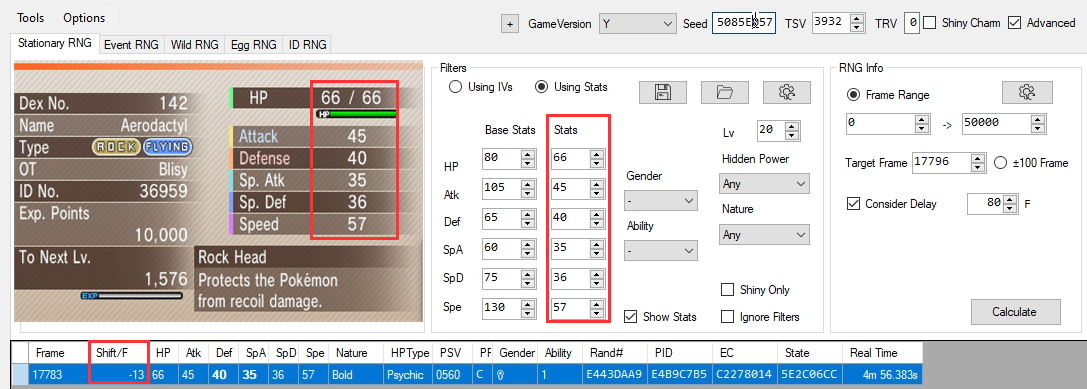 Tools Options
+ GameVersion Y Seed 5085E057 TSV 3932 TRV 0 Shiny Charm Advanced
Stationary RNG Event RNG Wild RNG Egg RNG ID RNG
Dex No. 142
Name Aerodactyl
Type ROCK FLYING
OT Blisy
ID No. 36959
Exp. Points
10,000
To Next Lv.
1,576
EXP
HP 66 / 66
HP
Attack 45
Defense 40
Sp. Atk 35
Sp. Def 36
Speed 57
Rock Head
Protects the Pokémon
from recoil damage.
Filters
Using IVs Using Stats
Base Stats Stats
HP 80 66
Atk 105 45
Def 65 40
SpA 60 35
SpD 75 36
Spe 130 57
Gender
-
Ability
-
Show Stats
Lv 20
Hidden Power
Any
Nature
Any
Shiny Only
Ignore Filters
RNG Info
Frame Range
0 -> 50000
Target Frame 17796 ±100 Frame
Consider Delay 80 F
Calculate
Frame Shift/F HP Atk Def SpA SpD Spe Nature HPType PSV PF Gender Ability Rand# PID EC State Real Time
17783 -13 66 45 40 35 36 57 Bold Psychic 0560 C 1 E443DAA9 E4B9C7B5 C2278014 5E2C06CC 4m 56.383s